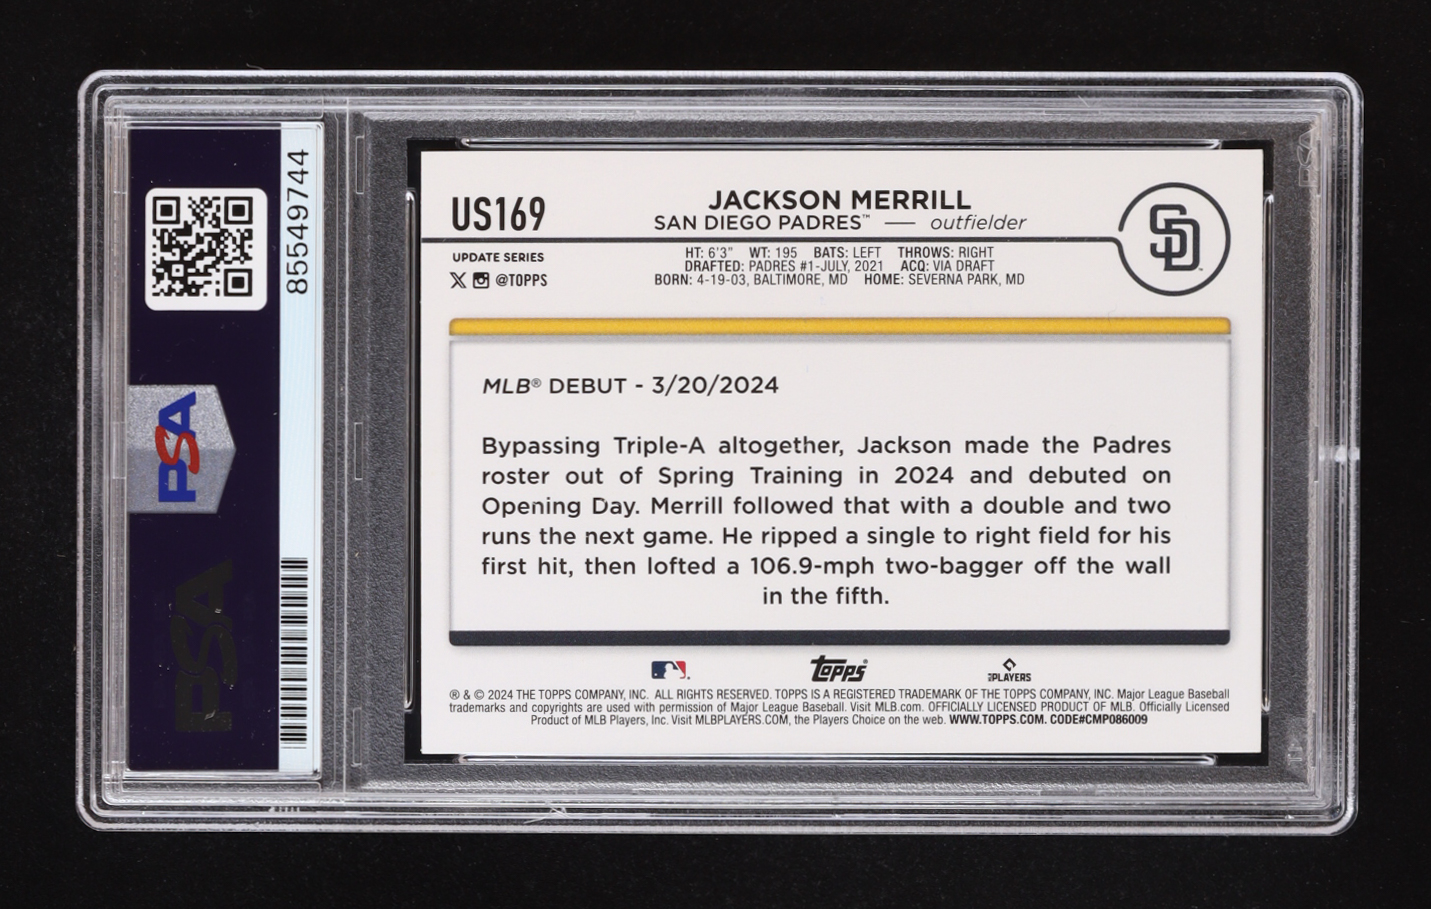 85549744
PSA
PSA
US169
JACKSON MERRILL
SAN DIEGO PADRES™ — outfielder
SD
UPDATE SERIES
@TOPPS
HT: 6'3" WT: 195 BATS: LEFT THROWS: RIGHT
DRAFTED: PADRES #1-JULY, 2021 ACQ: VIA DRAFT
BORN: 4-19-03, BALTIMORE, MD HOME: SEVERNA PARK, MD
MLB® DEBUT - 3/20/2024
Bypassing Triple-A altogether, Jackson made the Padres
roster out of Spring Training in 2024 and debuted on
Opening Day. Merrill followed that with a double and two
runs the next game. He ripped a single to right field for his
first hit, then lofted a 106.9-mph two-bagger off the wall
in the fifth.
Topps®
PLAYERS
® & © 2024 THE TOPPS COMPANY, INC. ALL RIGHTS RESERVED. TOPPS IS A REGISTERED TRADEMARK OF THE TOPPS COMPANY, INC. Major League Baseball
trademarks and copyrights are used with permission of Major League Baseball. Visit MLB.com. OFFICIALLY LICENSED PRODUCT OF MLB. Officially Licensed
Product of MLB Players, Inc. Visit MLBPLAYERS.COM, the Players Choice on the web. WWW.TOPPS.COM. CODE#CMP086009